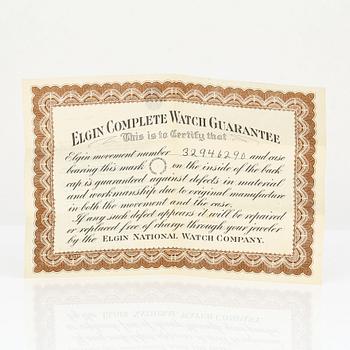 ELGIN COMPLETE WATCH GUARANTEE
This is to Certify that
Elgin movement number 32946290 and case
bearing this mark on the inside of the back
cap is guaranteed against defects in material
and workmanship due to original manufacture
in both the movement and the case.
If any such defect appears it will be repaired
or replaced free of charge through your jeweler
by the ELGIN NATIONAL WATCH COMPANY.